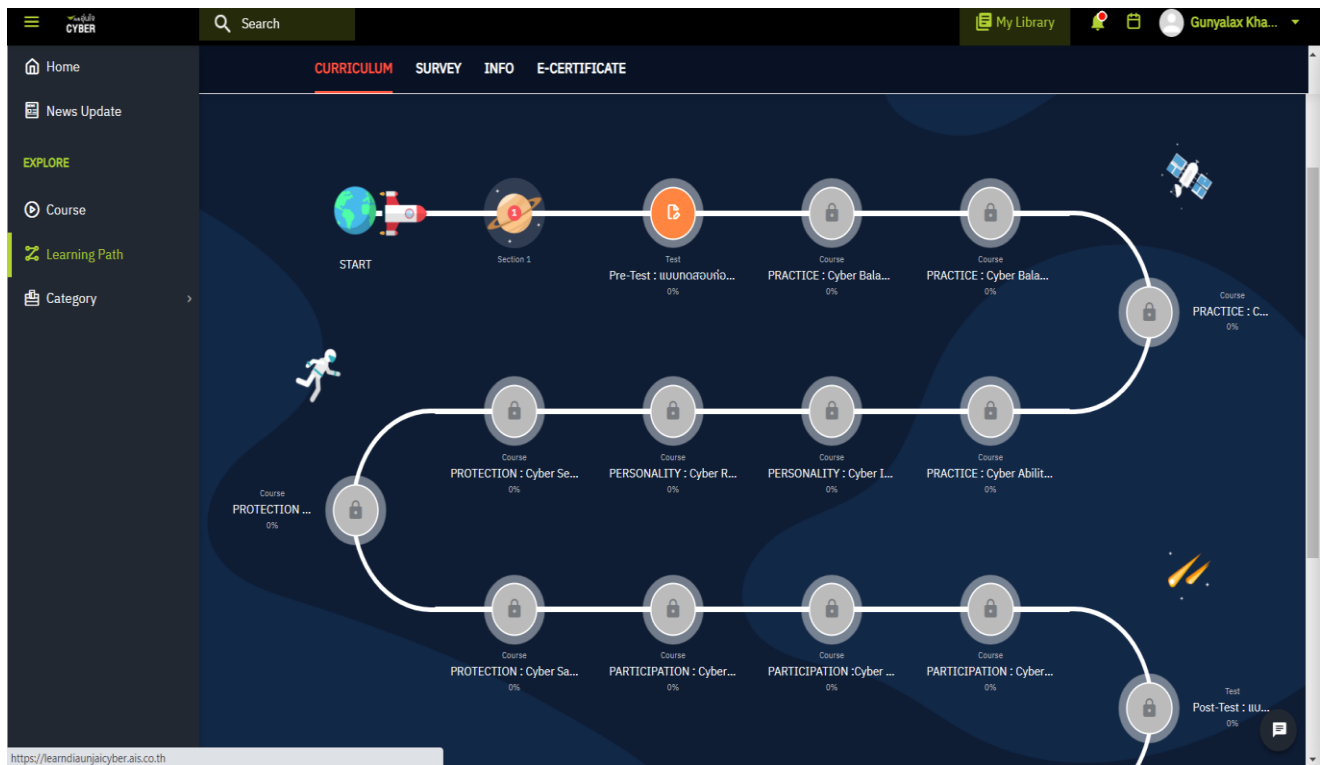 อุ่นใจ
CYBER
Search
My Library
Gunyalax Kha...
Home
News Update
EXPLORE
Course
Learning Path
Category
CURRICULUM SURVEY INFO E-CERTIFICATE
START
Section 1
1
Test
Pre-Test : แบบทดสอบก่อ...
0%
Course
PRACTICE : Cyber Bala...
0%
Course
PRACTICE : Cyber Bala...
0%
Course
PRACTICE : C...
0%
Course
PROTECTION : Cyber Se...
0%
Course
PERSONALITY : Cyber R...
0%
Course
PERSONALITY : Cyber I...
0%
Course
PRACTICE : Cyber Abilit...
0%
Course
PROTECTION ...
0%
Course
PROTECTION : Cyber Sa...
0%
Course
PARTICIPATION : Cyber...
0%
Course
PARTICIPATION :Cyber ...
0%
Course
PARTICIPATION : Cyber...
0%
Test
Post-Test : แบ...
0%
https://learndiaunjaicyber.ais.co.th